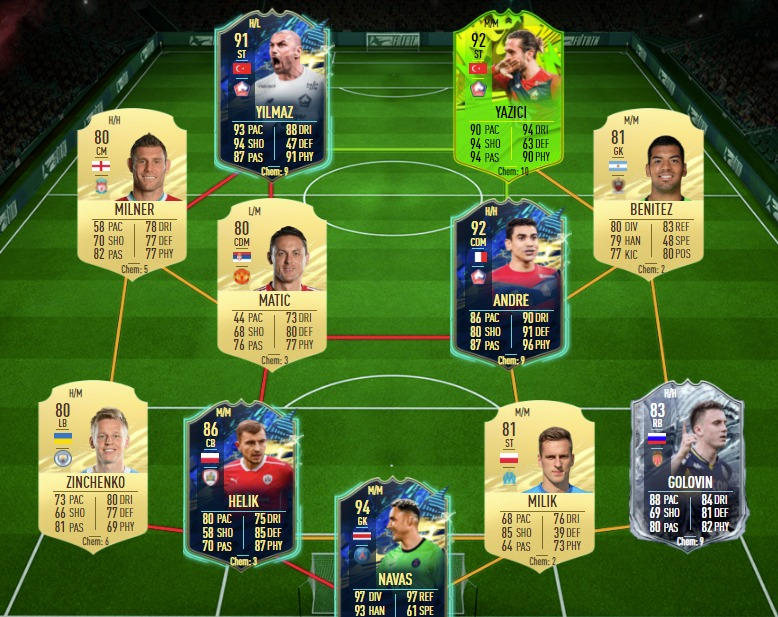 H/L
91
ST
YILMAZ
93 PAC 88 DRI
94 SHO 47 DEF
87 PAS 91 PHY
Chem: 9
M/M
92
ST
YAZICI
90 PAC 94 DRI
94 SHO 63 DEF
94 PAS 90 PHY
Chem: 10
H/H
80
CM
MILNER
58 PAC 78 DRI
70 SHO 77 DEF
82 PAS 77 PHY
Chem: 5
M/M
81
GK
BENITEZ
80 DIV 83 REF
79 HAN 48 SPE
77 KIC 80 POS
Chem: 2
L/M
80
CDM
MATIC
44 PAC 73 DRI
68 SHO 80 DEF
76 PAS 77 PHY
Chem: 3
H/H
92
CDM
ANDRE
86 PAC 90 DRI
80 SHO 91 DEF
87 PAS 96 PHY
Chem: 9
H/M
80
LB
ZINCHENKO
73 PAC 80 DRI
66 SHO 77 DEF
81 PAS 69 PHY
Chem: 6
M/M
86
CB
HELIK
80 PAC 75 DRI
58 SHO 85 DEF
70 PAS 87 PHY
Chem: 3
M/M
94
GK
NAVAS
97 DIV 97 REF
93 HAN 61 SPE
M/M
81
ST
MILIK
68 PAC 76 DRI
85 SHO 39 DEF
64 PAS 73 PHY
Chem: 2
H/H
83
RB
GOLOVIN
88 PAC 84 DRI
69 SHO 81 DEF
80 PAS 82 PHY
Chem: 9